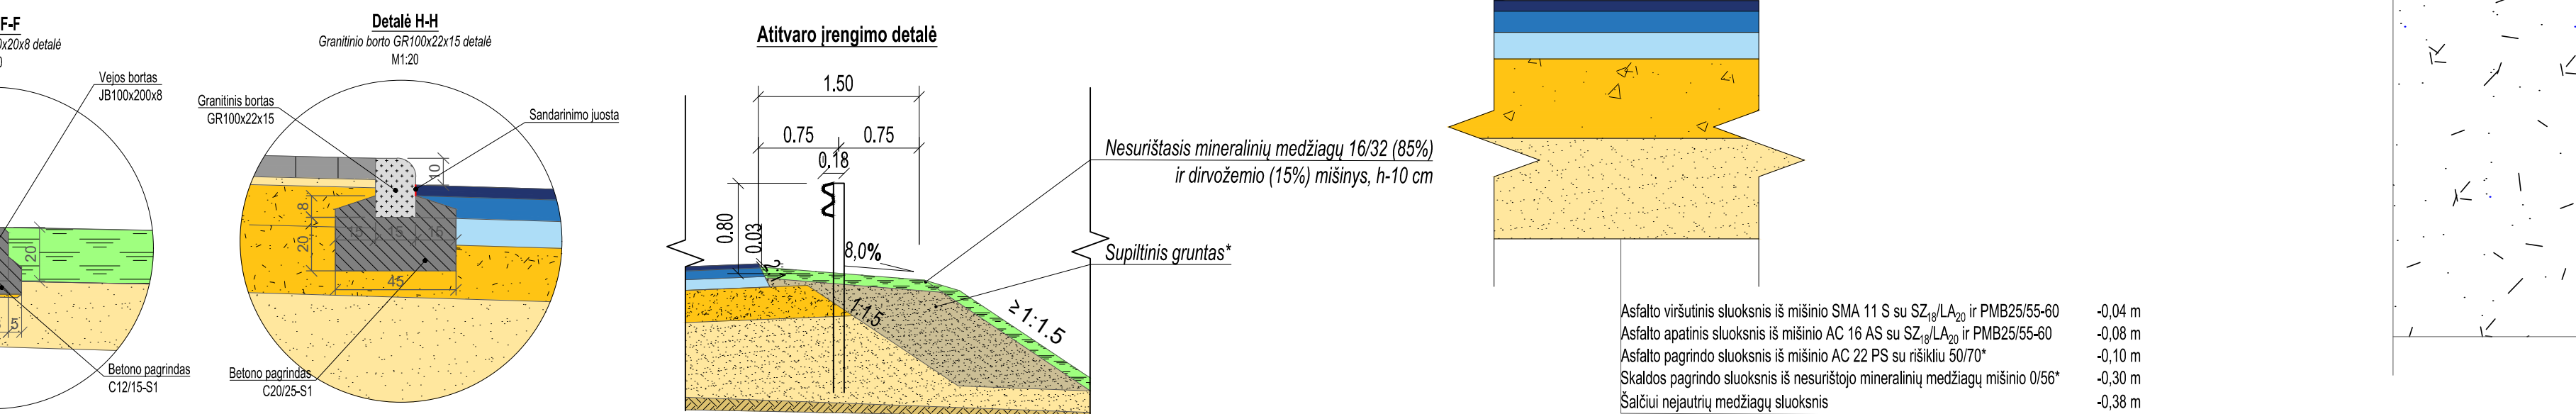 F-F
0x20x8 detalė
0
Vejos bortas
JB100x200x8
20
5
Betono pagrindas
C12/15-S1
Detalė H-H
Granitinio borto GR100x22x15 detalė
M1:20
Granitinis bortas
GR100x22x15
Sandarinimo juosta
10
8
20
15 15 15
45
Betono pagrindas
C20/25-S1
Atitvaro įrengimo detalė
1.50
0.75 0.75
0.18
0.80
0.03
8,0%
1:1.5
≥ 1:1.5
Nesurištasis mineralinių medžiagų 16/32 (85%)
ir dirvožemio (15%) mišinys, h-10 cm
Supiltinis gruntas*
Asfalto viršutinis sluoksnis iš mišinio SMA 11 S su SZ18/LA20 ir PMB25/55-60 -0,04 m
Asfalto apatinis sluoksnis iš mišinio AC 16 AS su SZ18/LA20 ir PMB25/55-60 -0,08 m
Asfalto pagrindo sluoksnis iš mišinio AC 22 PS su rišikliu 50/70* -0,10 m
Skaldos pagrindo sluoksnis iš nesurištojo mineralinių medžiagų mišinio 0/56* -0,30 m
Šalčiui nejautrių medžiagų sluoksnis -0,38 m